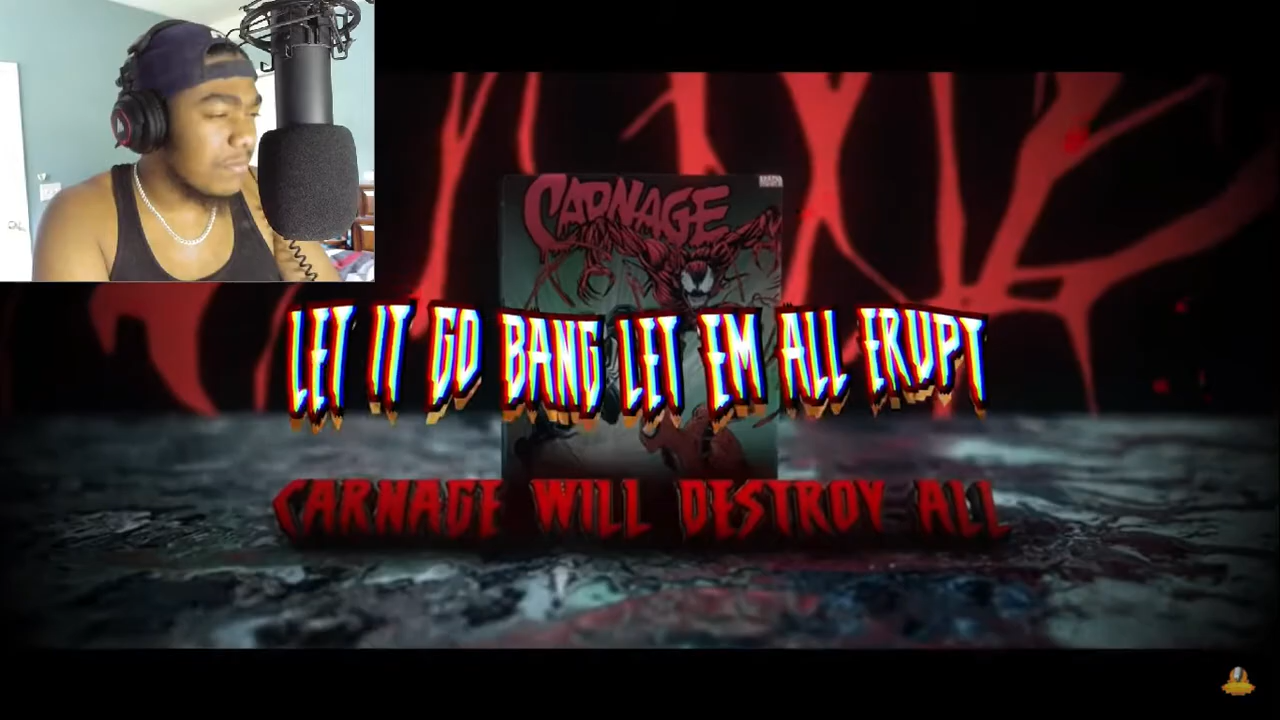 CARNAGE
LET IT GO BANG LET EM ALL ERUPT
CARNAGE WILL DESTROY ALL